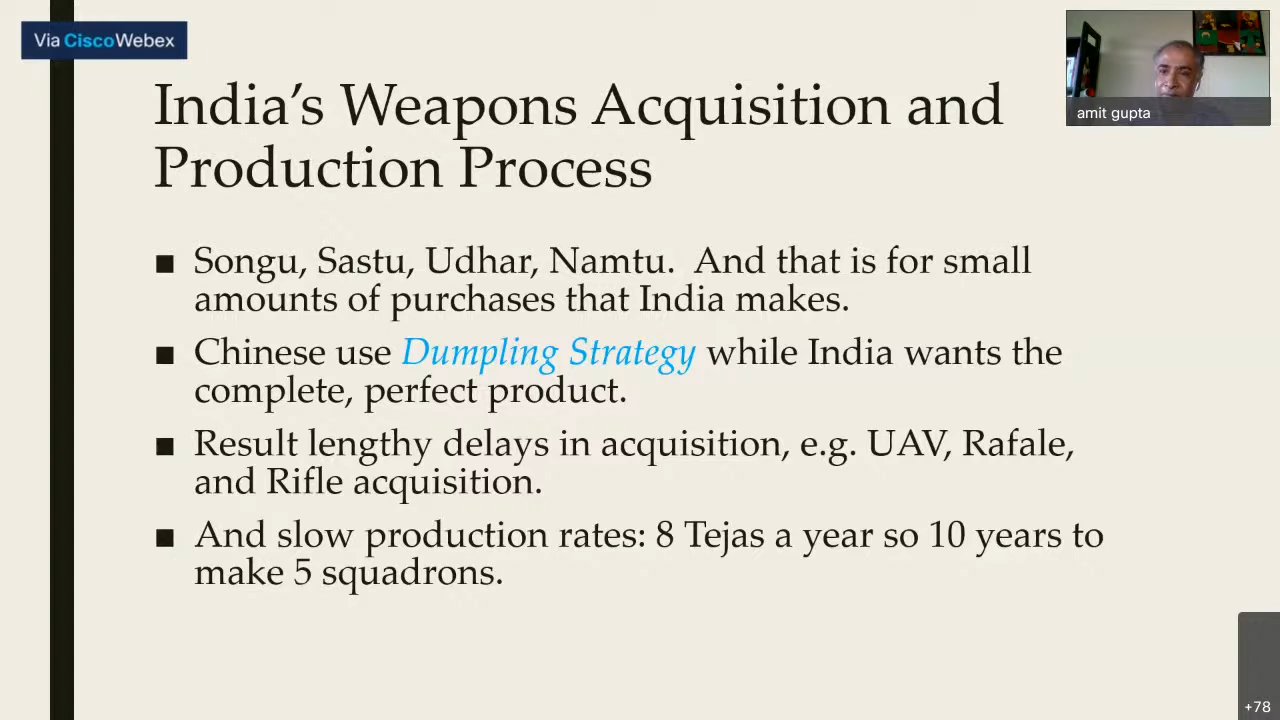 Via CiscoWebex
amit gupta
India's Weapons Acquisition and
Production Process
■ Songu, Sastu, Udhar, Namtu.  And that is for small
amounts of purchases that India makes.
■ Chinese use Dumpling Strategy while India wants the
complete, perfect product.
■ Result lengthy delays in acquisition, e.g. UAV, Rafale,
and Rifle acquisition.
■ And slow production rates: 8 Tejas a year so 10 years to
make 5 squadrons.
+78